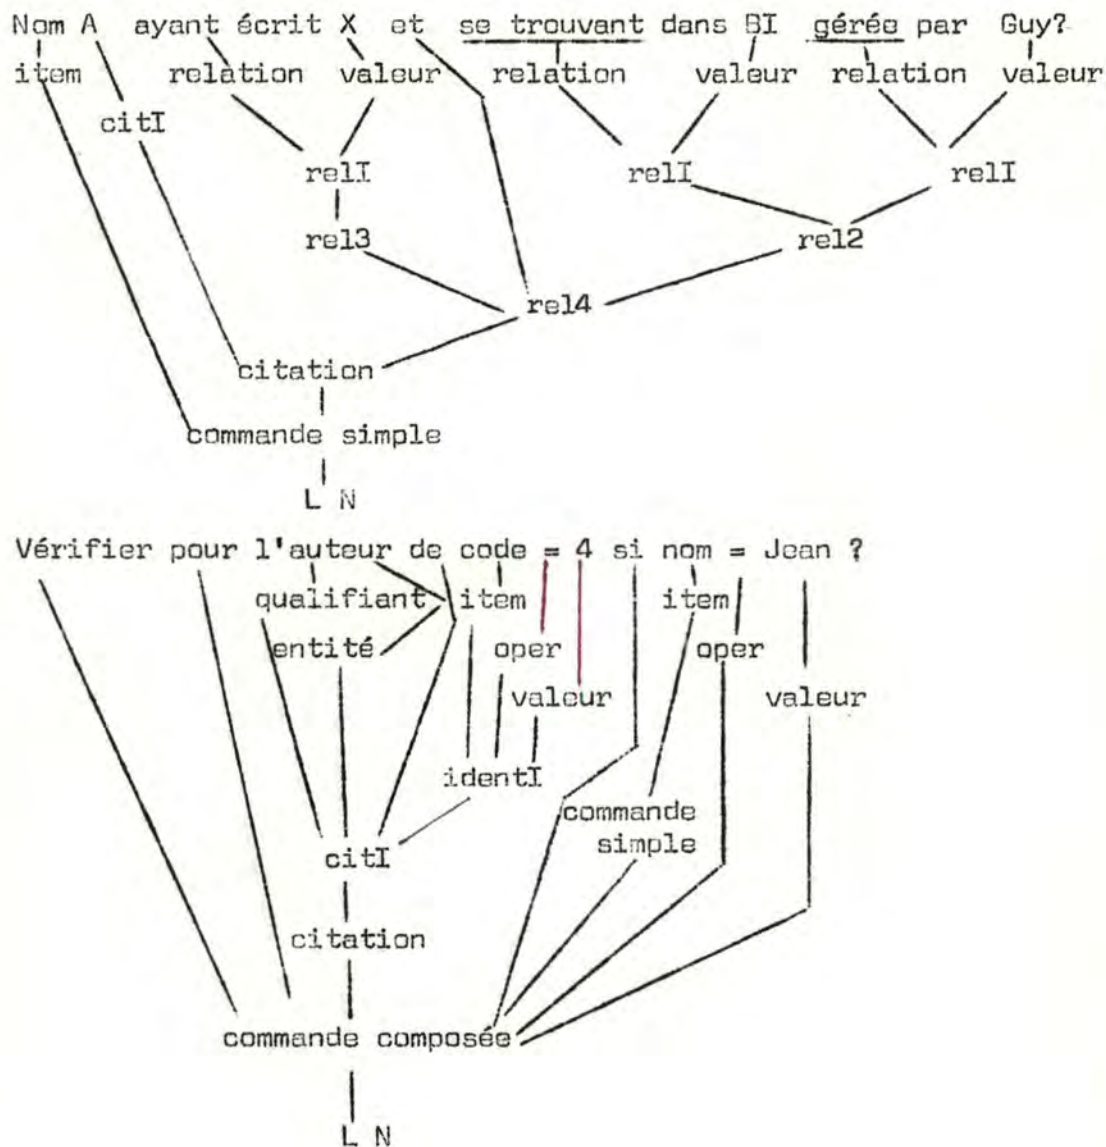 Nom A ayant écrit X et se trouvant dans BI gérée par Guy?
item relation valeur relation valeur relation valeur
citI
relI relI relI
rel3 rel2
rel4
citation
commande simple
L N
Vérifier pour l'auteur de code = 4 si nom = Jean ?
qualifiant item item
entité oper oper
valeur valeur
identI
commande
simple
citI
citation
commande composée
L N